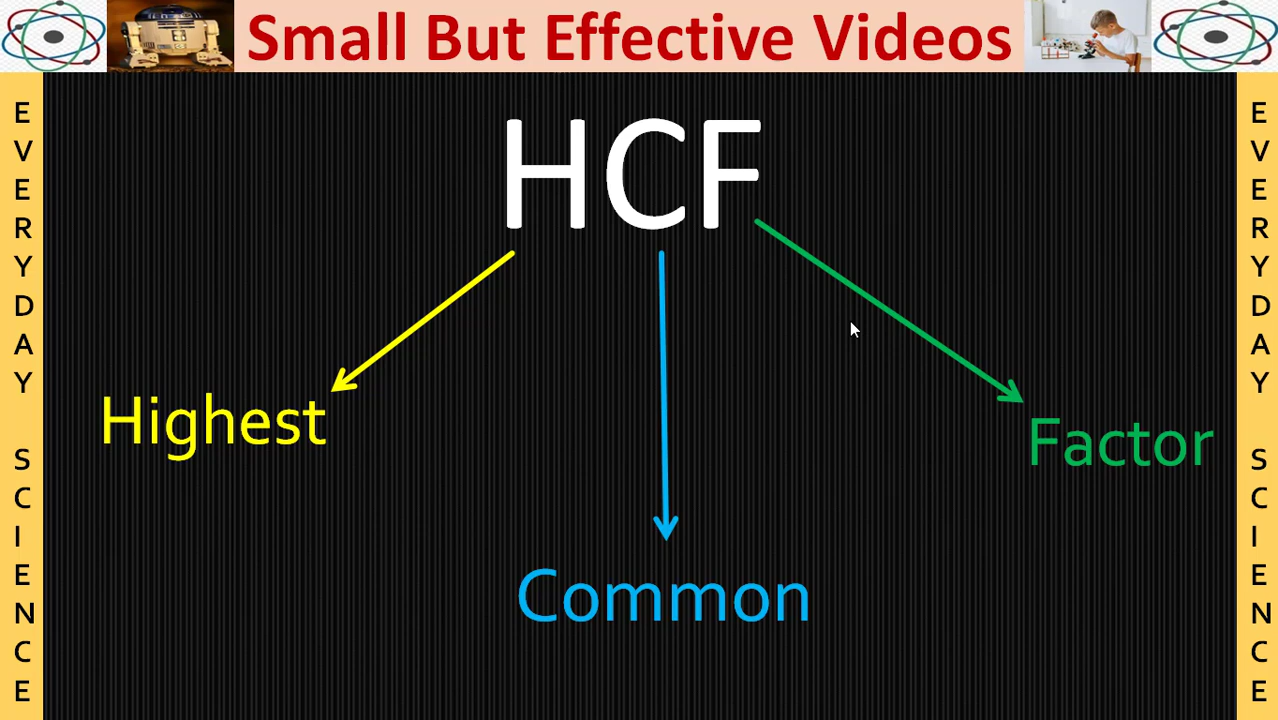 Small But Effective Videos
EVERYDAY SCIENCE
HCF
Highest
Factor
Common
EVERYDAY SCIENCE